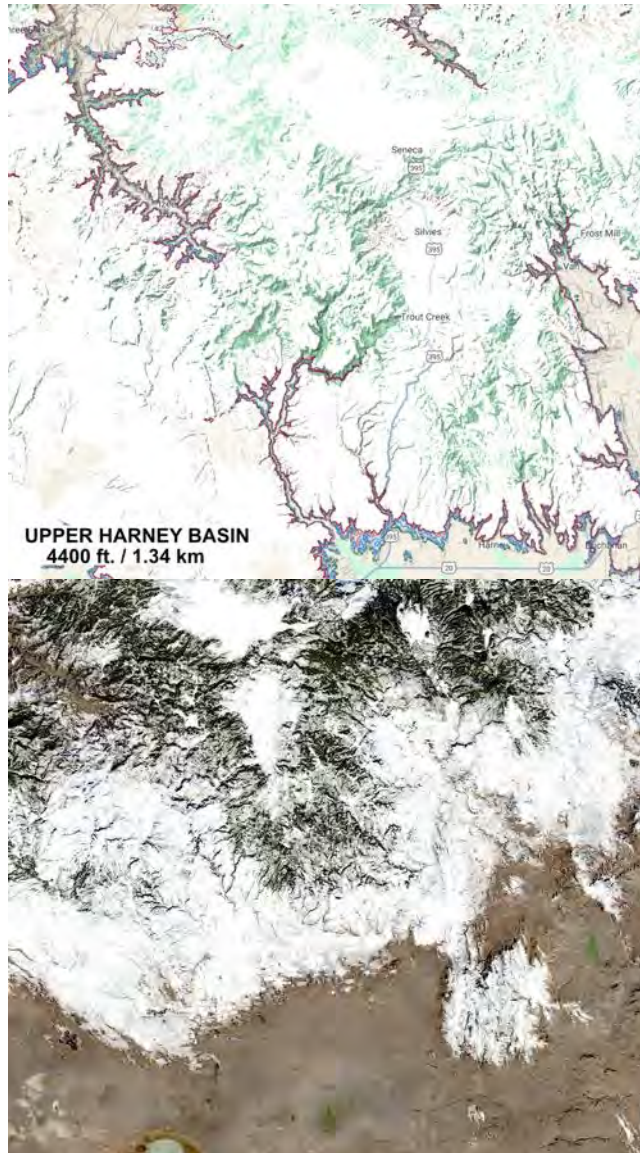 Seneca
395
Silvies
395
Frost Mill
Van
Trout Creek
395
UPPER HARNEY BASIN
4400 ft. / 1.34 km
395
20
20